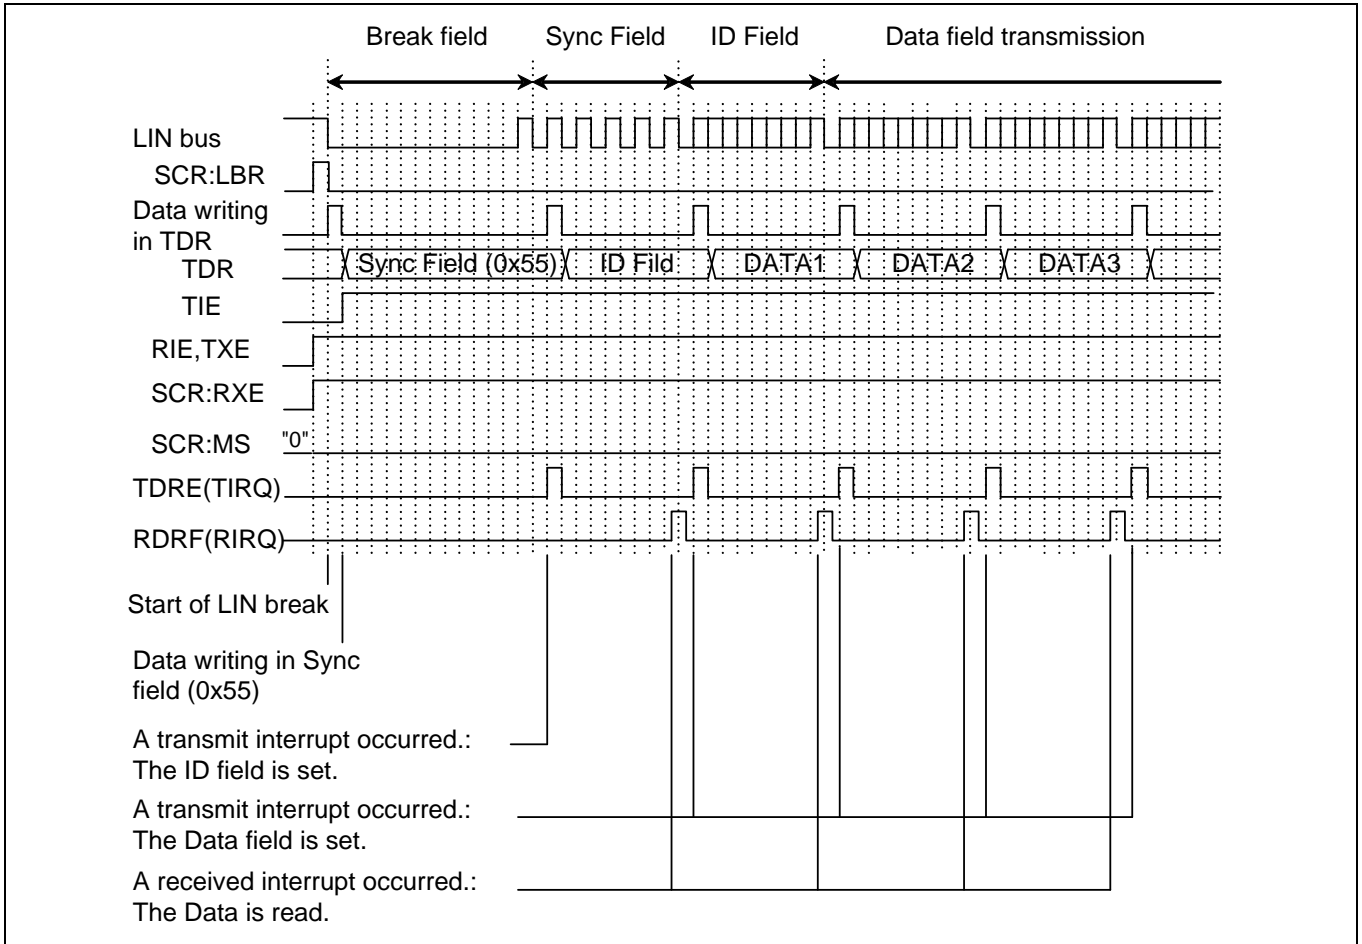 Break field Sync Field ID Field Data field transmission
LIN bus
SCR:LBR
Data writing
in TDR
TDR Sync Field (0x55) ID Fild DATA1 DATA2 DATA3
TIE
RIE,TXE
SCR:RXE
SCR:MS "0"
TDRE(TIRQ)
RDRF(RIRQ)
Start of LIN break
Data writing in Sync
field (0x55)
A transmit interrupt occurred.:
The ID field is set.
A transmit interrupt occurred.:
The Data field is set.
A received interrupt occurred.:
The Data is read.